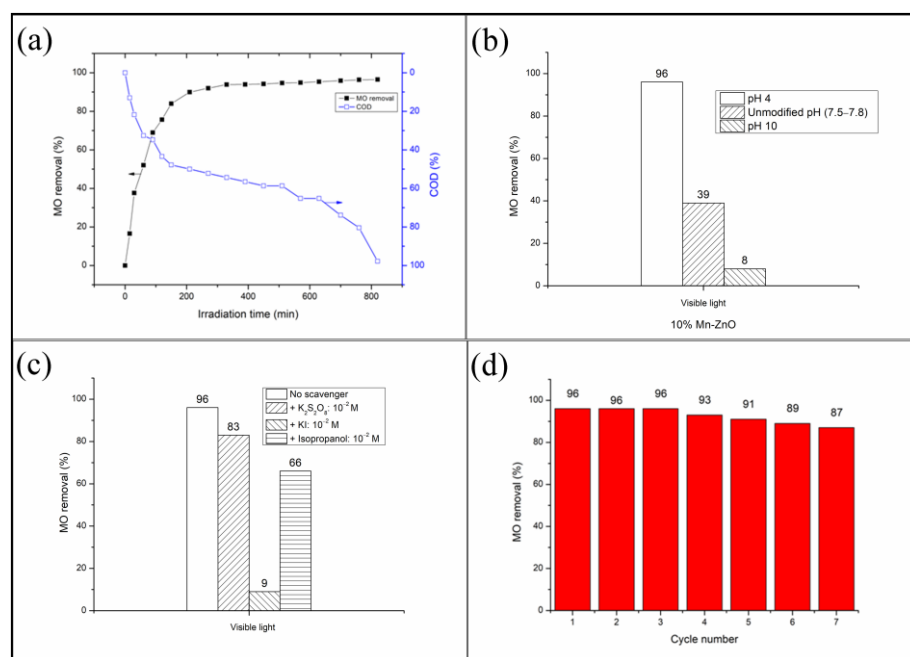 (a)
100
80
60
40
20
0
MO removal (%)
0
20
40
60
80
100
COD (%)
MO removal
COD
0
200
400
600
800
Irradiation time (min)
(b)
100
80
60
40
20
0
MO removal (%)
96
39
8
pH 4
Unmodified pH (7.5–7.8)
pH 10
Visible light
10% Mn-ZnO
(c)
100
80
60
40
20
0
MO removal (%)
96
83
9
66
No scavenger
+ K₂S₂O₈: 10⁻² M
+ KI: 10⁻² M
+ Isopropanol: 10⁻² M
Visible light
(d)
100
80
60
40
20
0
MO removal (%)
96
96
96
93
91
89
87
1
2
3
4
5
6
7
Cycle number